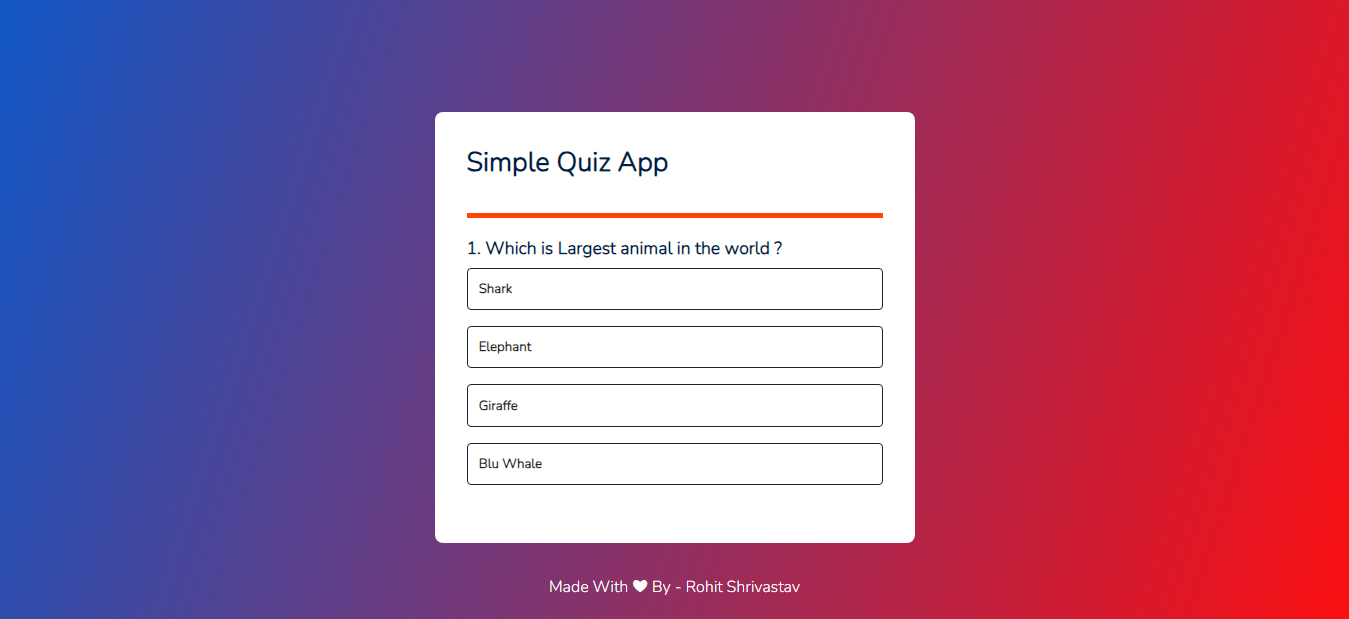 Simple Quiz App
1. Which is Largest animal in the world ?
Shark
Elephant
Giraffe
Blu Whale
Made With ♥ By - Rohit Shrivastav